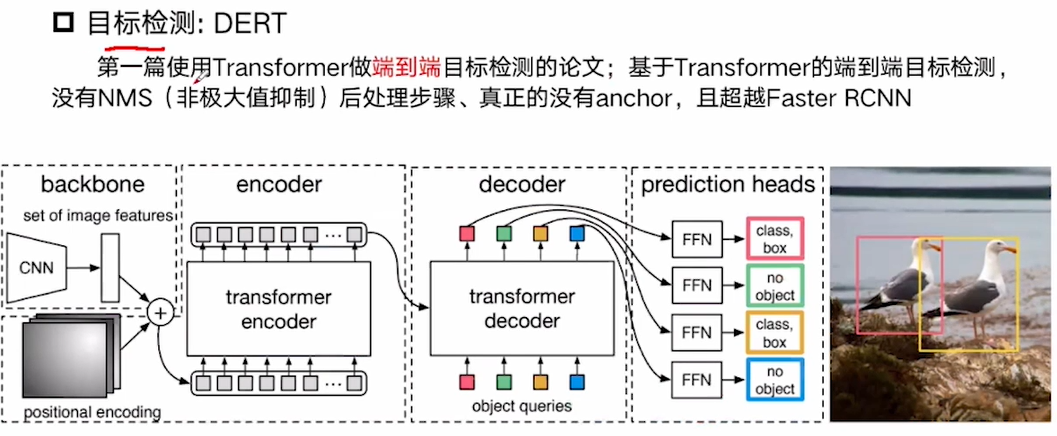 目标检测: DERT
第一篇使用Transformer做端到端目标检测的论文；基于Transformer的端到端目标检测，
没有NMS（非极大值抑制）后处理步骤、真正的没有anchor，且超越Faster RCNN
backbone
set of image features
CNN
+
positional encoding
encoder
...
transformer
encoder
...
decoder
transformer
decoder
object queries
prediction heads
FFN
class,
box
FFN
no
object
FFN
class,
box
FFN
no
object